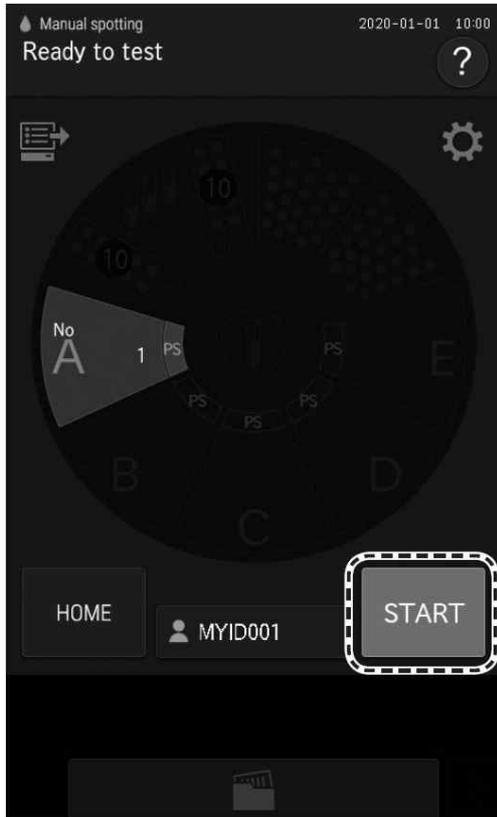 Manual spotting
2020-01-01 10:00
Ready to test
?
10
10
No
A
1
PS
PS
PS
PS
PS
E
B
D
C
HOME
MYID001
START